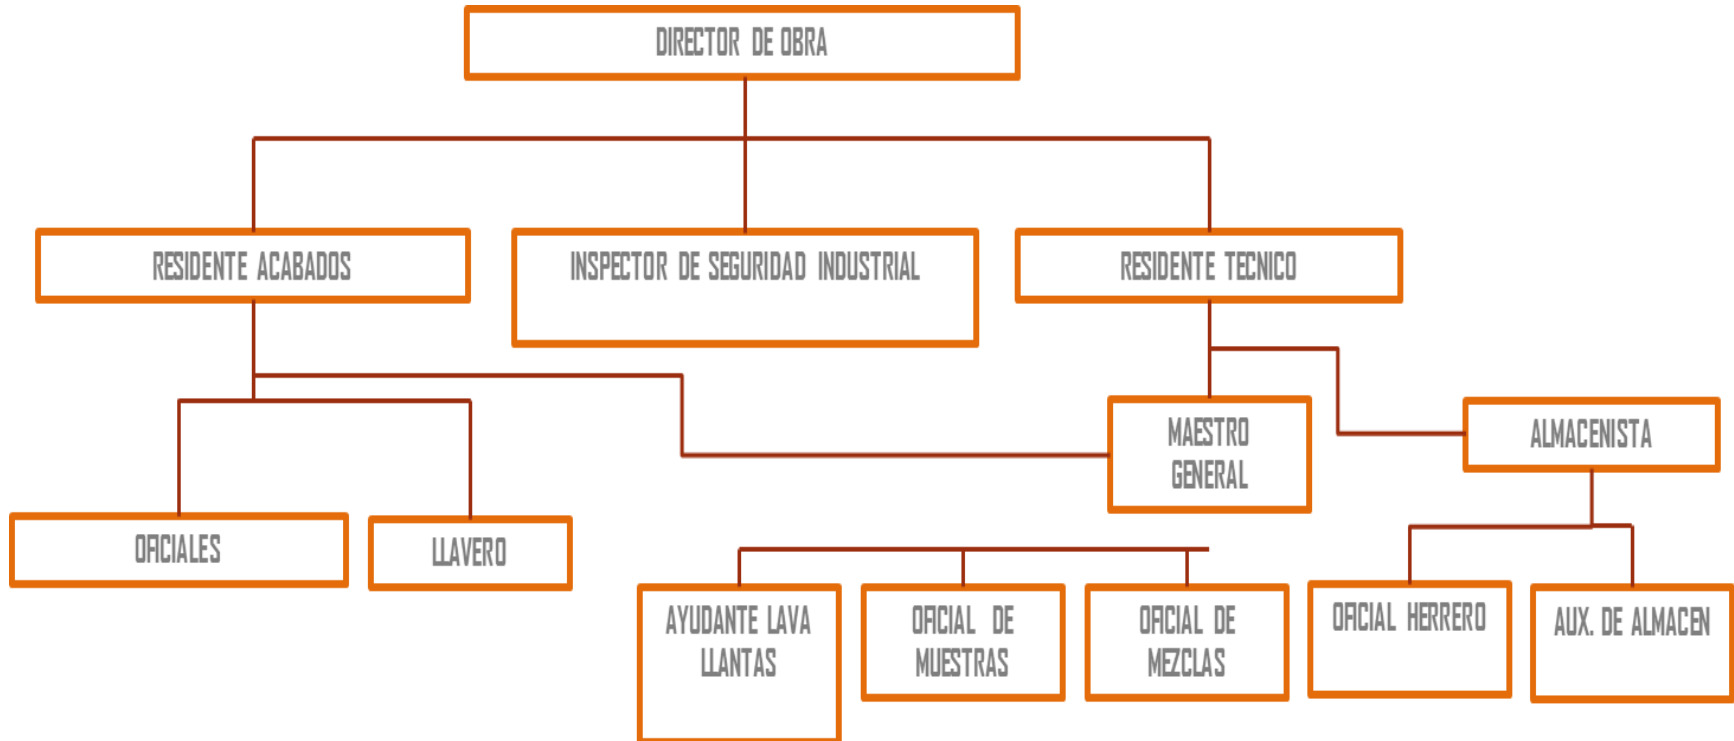 DIRECTOR DE OBRA
RESIDENTE ACABADOS
INSPECTOR DE SEGURIDAD INDUSTRIAL
RESIDENTE TECNICO
MAESTRO
GENERAL
ALMACENISTA
OFICIALES
LLAVERO
AYUDANTE LAVA
LLANTAS
OFICIAL DE
MUESTRAS
OFICIAL DE
MEZCLAS
OFICIAL HERRERO
AUX. DE ALMACEN